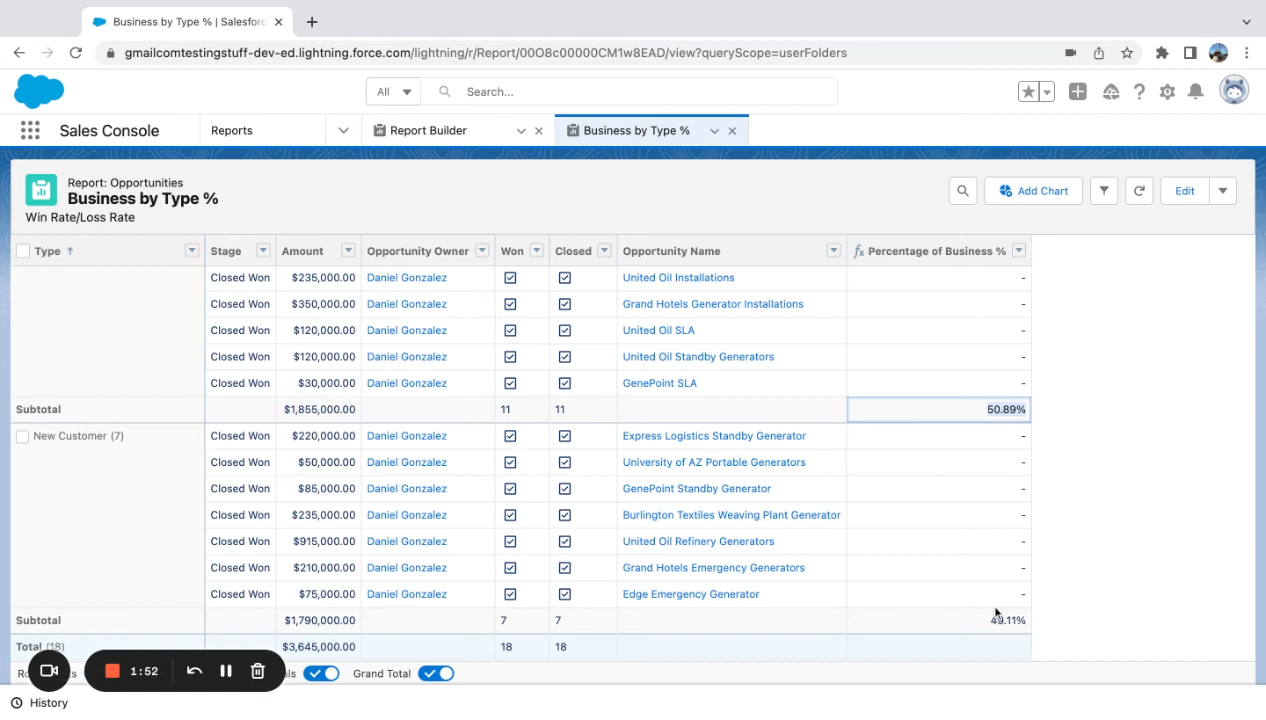 Business by Type % | Salesforc
gmailcomtestingstuff-dev-ed.lightning.force.com/lightning/r/Report/00O8c00000CM1w8EAD/view?queryScope=userFolders
All Search...
Sales Console Reports Report Builder Business by Type %
Report: Opportunities
Business by Type %
Win Rate/Loss Rate
Add Chart Edit
Type ↑ Stage Amount Opportunity Owner Won Closed Opportunity Name fx Percentage of Business %
Closed Won $235,000.00 Daniel Gonzalez United Oil Installations -
Closed Won $350,000.00 Daniel Gonzalez Grand Hotels Generator Installations -
Closed Won $120,000.00 Daniel Gonzalez United Oil SLA -
Closed Won $120,000.00 Daniel Gonzalez United Oil Standby Generators -
Closed Won $30,000.00 Daniel Gonzalez GenePoint SLA -
Subtotal $1,855,000.00 11 11 50.89%
New Customer (7) Closed Won $220,000.00 Daniel Gonzalez Express Logistics Standby Generator -
Closed Won $50,000.00 Daniel Gonzalez University of AZ Portable Generators -
Closed Won $85,000.00 Daniel Gonzalez GenePoint Standby Generator -
Closed Won $235,000.00 Daniel Gonzalez Burlington Textiles Weaving Plant Generator -
Closed Won $915,000.00 Daniel Gonzalez United Oil Refinery Generators -
Closed Won $210,000.00 Daniel Gonzalez Grand Hotels Emergency Generators -
Closed Won $75,000.00 Daniel Gonzalez Edge Emergency Generator -
Subtotal $1,790,000.00 7 7 49.11%
Total (18) $3,645,000.00 18 18
1:52 Grand Total
History